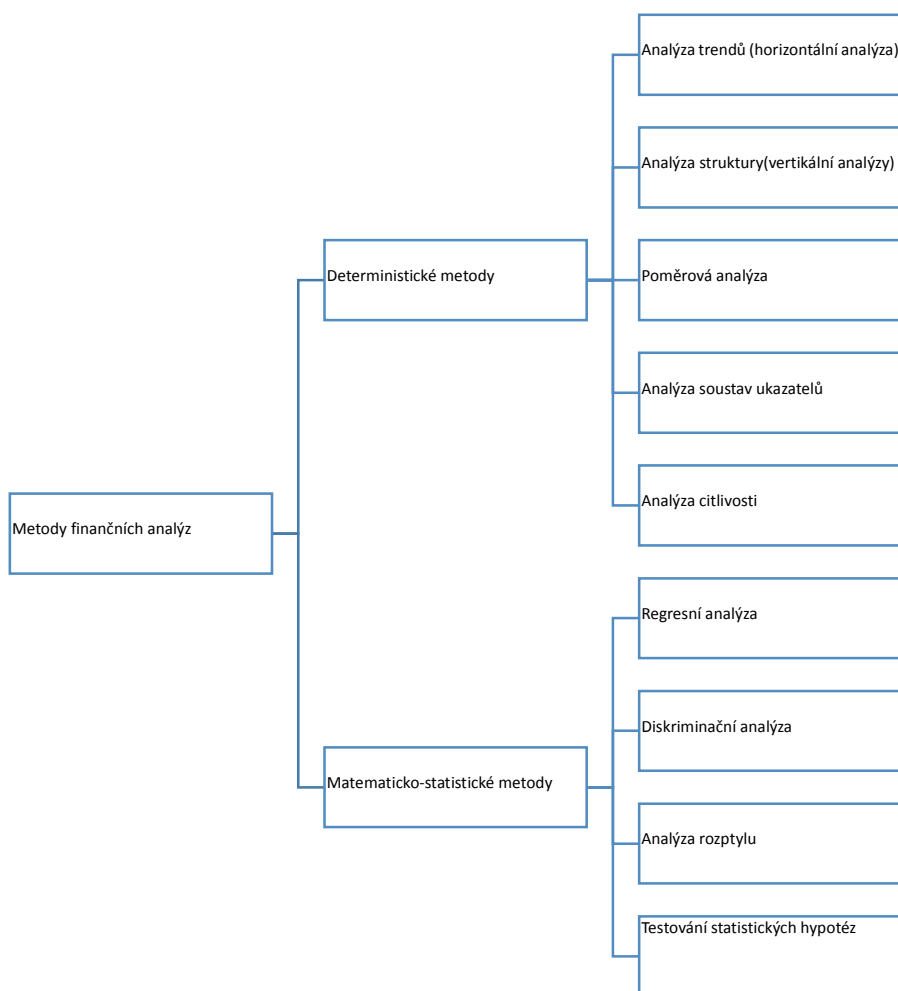 Analýza trendů (horizontální analýza)
Analýza struktury(vertikální analýzy)
Deterministické metody
Poměrová analýza
Analýza soustav ukazatelů
Analýza citlivosti
Metody finančních analýz
Regresní analýza
Diskriminační analýza
Matematicko-statistické metody
Analýza rozptylu
Testování statistických hypotéz